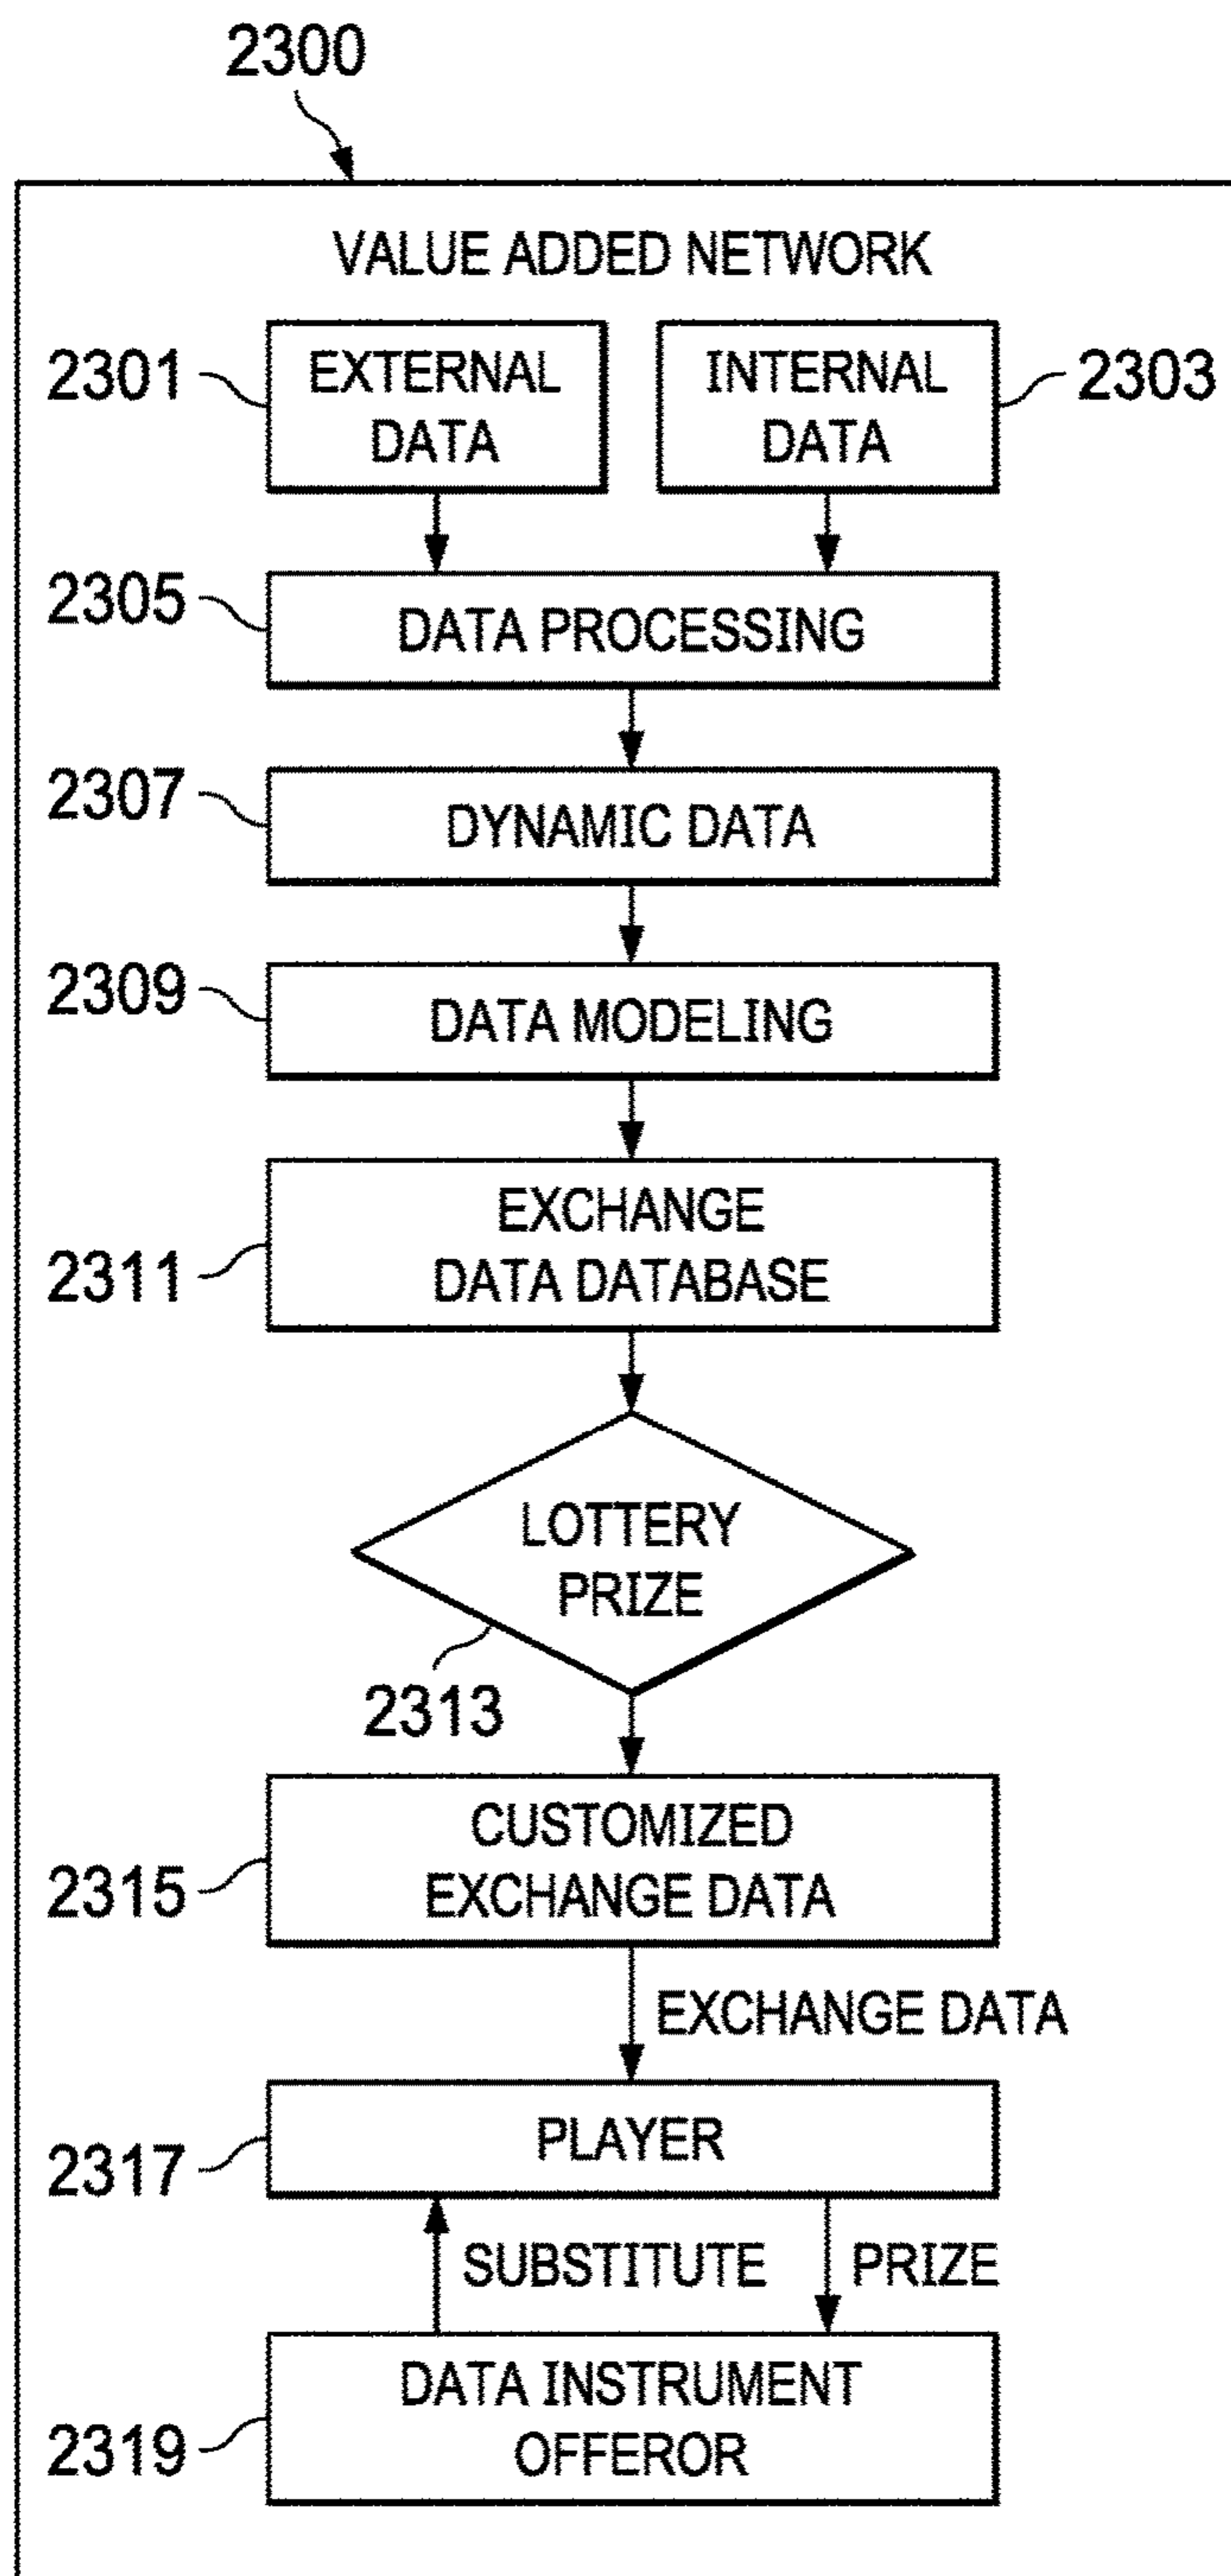 2300
VALUE ADDED NETWORK
2301
EXTERNAL
DATA
INTERNAL
DATA
2303
2305
DATA PROCESSING
2307
DYNAMIC DATA
2309
DATA MODELING
2311
EXCHANGE
DATA DATABASE
LOTTERY
PRIZE
2313
2315
CUSTOMIZED
EXCHANGE DATA
EXCHANGE DATA
2317
PLAYER
SUBSTITUTE
PRIZE
2319
DATA INSTRUMENT
OFFEROR